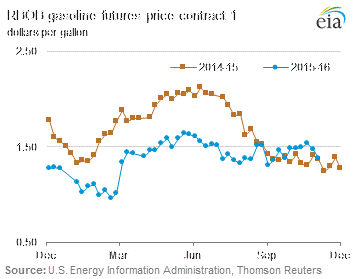 RBOB gasoline futures price contract 1
dollars per gallon
eia
2.50
2014-15
2015-16
1.50
0.50
Dec
Mar
Jun
Sep
Dec
Source: U.S. Energy Information Administration, Thomson Reuters